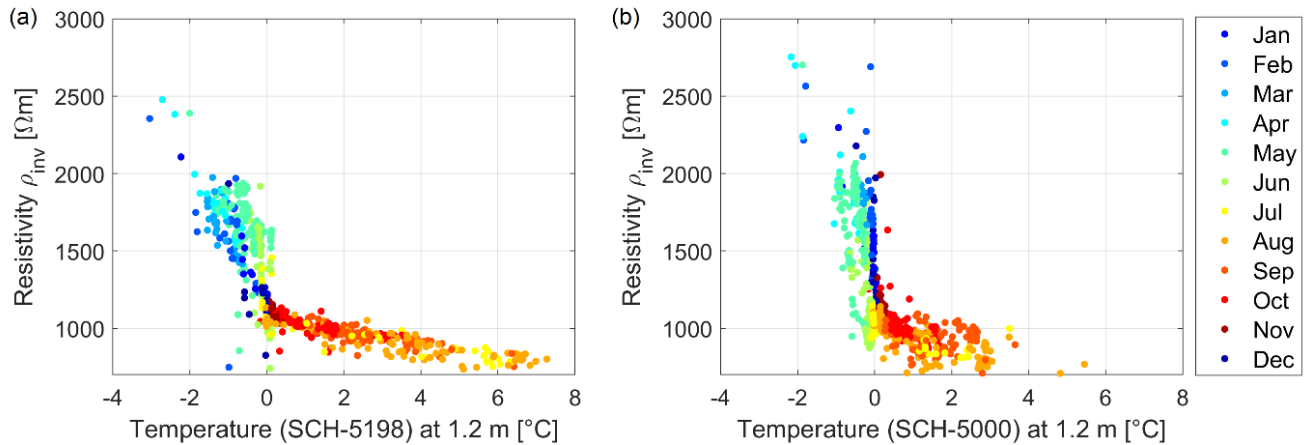 (a)
3000
2500
2000
1500
1000
Resistivity ρinv [Ωm]
-4
-2
0
2
4
6
8
Temperature (SCH-5198) at 1.2 m [°C]
(b)
3000
2500
2000
1500
1000
Resistivity ρinv [Ωm]
-4
-2
0
2
4
6
8
Temperature (SCH-5000) at 1.2 m [°C]
Jan
Feb
Mar
Apr
May
Jun
Jul
Aug
Sep
Oct
Nov
Dec